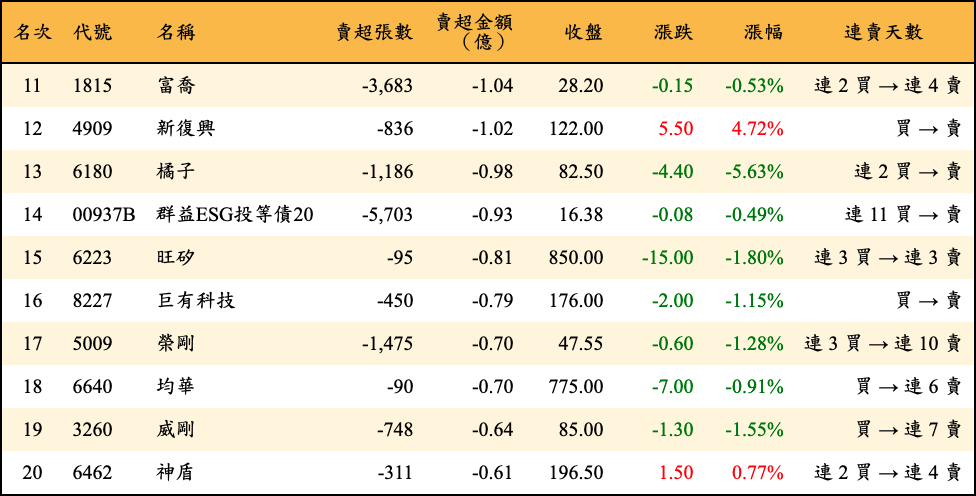 名次 代號 名稱 賣超張數 賣超金額（億） 收盤 漲跌 漲幅 連賣天數
11 1815 富喬 -3,683 -1.04 28.20 -0.15 -0.53% 連 2 買 → 連 4 賣
12 4909 新復興 -836 -1.02 122.00 5.50 4.72% 買 → 賣
13 6180 橘子 -1,186 -0.98 82.50 -4.40 -5.63% 連 2 買 → 賣
14 00937B 群益ESG投等債20 -5,703 -0.93 16.38 -0.08 -0.49% 連 11 買 → 賣
15 6223 旺矽 -95 -0.81 850.00 -15.00 -1.80% 連 3 買 → 連 3 賣
16 8227 巨有科技 -450 -0.79 176.00 -2.00 -1.15% 買 → 賣
17 5009 榮剛 -1,475 -0.70 47.55 -0.60 -1.28% 連 3 買 → 連 10 賣
18 6640 均華 -90 -0.70 775.00 -7.00 -0.91% 買 → 連 6 賣
19 3260 威剛 -748 -0.64 85.00 -1.30 -1.55% 買 → 連 7 賣
20 6462 神盾 -311 -0.61 196.50 1.50 0.77% 連 2 買 → 連 4 賣